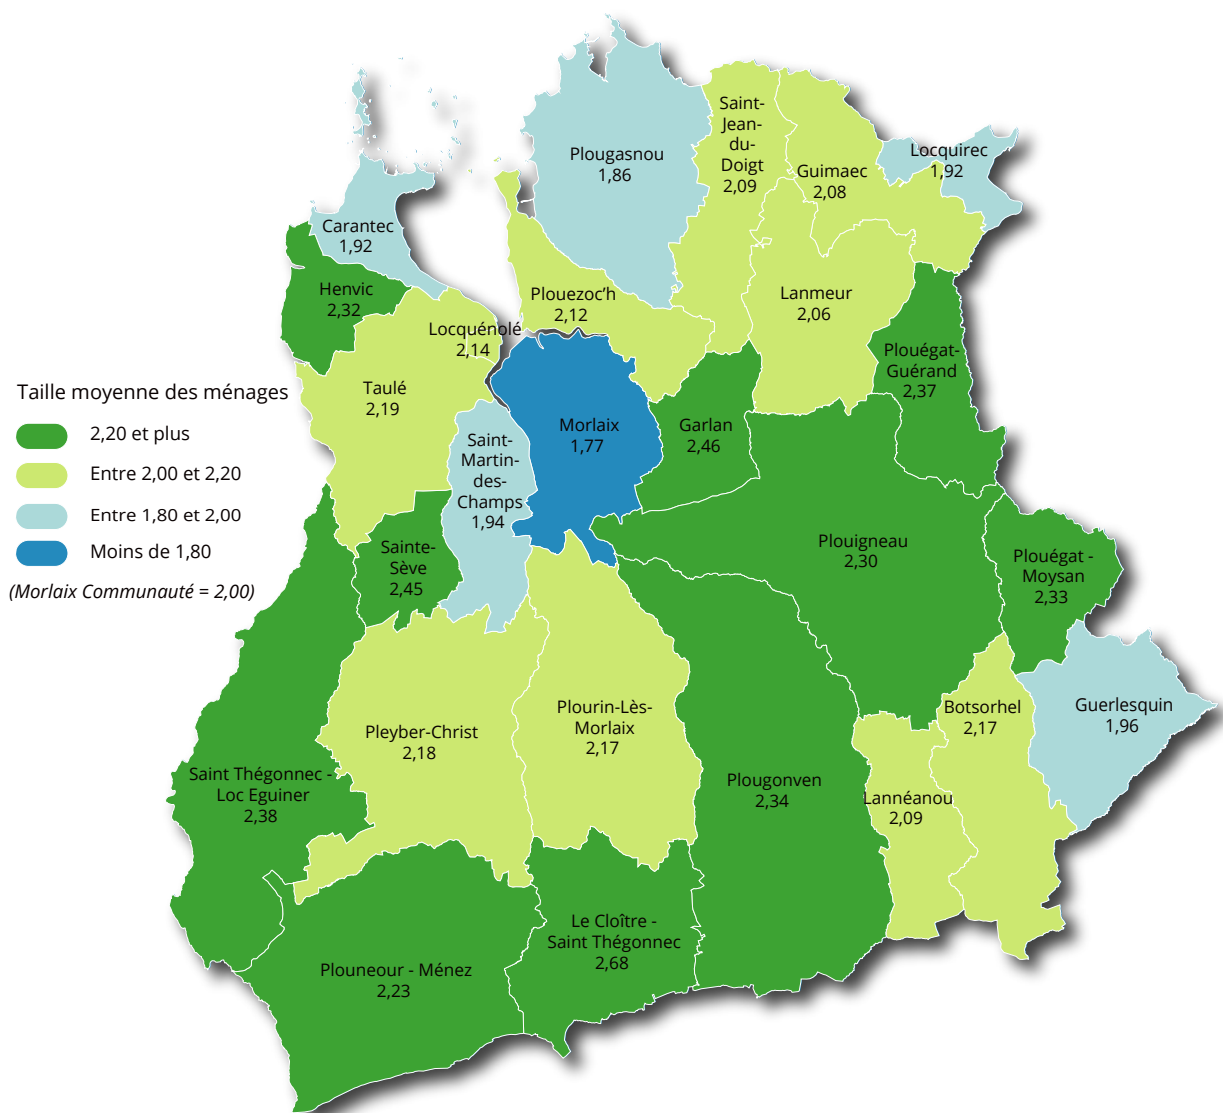 Saint-
Jean-
du-
Doigt
2,09
Plougasnou
1,86
Guimaec
2,08
Locquirec
1,92
Carantec
1,92
Henvic
2,32
Plouezoc’h
2,12
Lanmeur
2,06
Locquénolé
2,14
Plouégat-
Guérand
2,37
Taulé
2,19
Morlaix
1,77
Garlan
2,46
Saint-
Martin-
des-
Champs
1,94
Taille moyenne des ménages
2,20 et plus
Entre 2,00 et 2,20
Entre 1,80 et 2,00
Moins de 1,80
(Morlaix Communauté = 2,00)
Sainte-
Sève
2,45
Plouigneau
2,30
Plouégat -
Moysan
2,33
Pleyber-Christ
2,18
Plourin-Lès-
Morlaix
2,17
Botsorhel
2,17
Guerlesquin
1,96
Saint Thégonnec -
Loc Eguiner
2,38
Plougonven
2,34
Lannéanou
2,09
Le Cloître -
Saint Thégonnec
2,68
Plouneour - Ménez
2,23